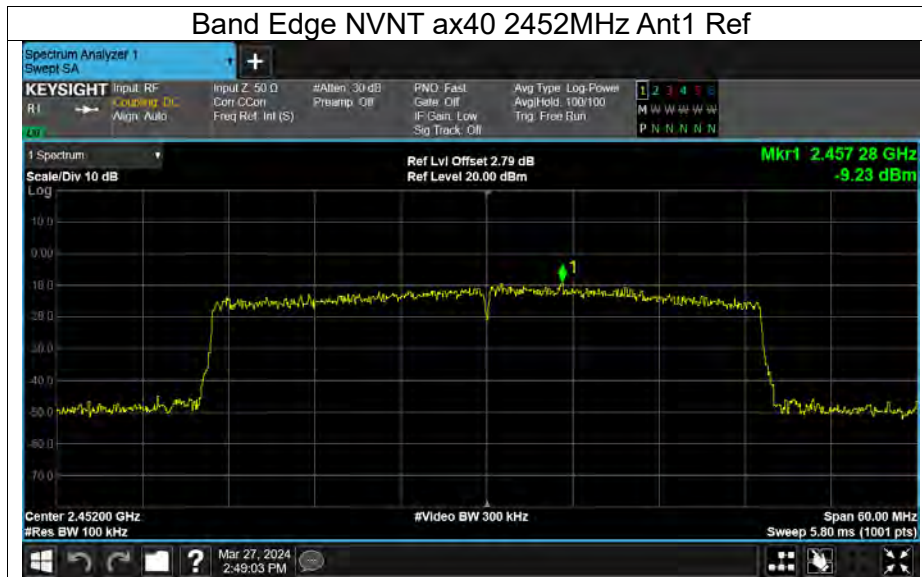 Band Edge NVNT ax40 2452MHz Ant1 Ref
Spectrum Analyzer 1
Swept SA
+
KEYSIGHT Input: RF
RI
Coupling: DC
Align: Auto
Input Z: 50 Ω
Corr CCorr
Freq Ref: Int (S)
#Atten: 30 dB
Preamp: Off
PNO: Fast
Gate: Off
IF Gain: Low
Sig Track: Off
Avg Type: Log-Power
Avg|Hold: 100/100
Trig: Free Run
1 2 3 4 5 6
M W W W W W
P N N N N N
1 Spectrum
Scale/Div 10 dB
Log
Ref Lvl Offset 2.79 dB
Ref Level 20.00 dBm
Mkr1 2.457 28 GHz
-9.23 dBm
10.0
0.00
-10.0
-20.0
-30.0
-40.0
-50.0
-60.0
-70.0
1
Center 2.45200 GHz
#Res BW 100 kHz
#Video BW 300 kHz
Span 60.00 MHz
Sweep 5.80 ms (1001 pts)
?
Mar 27, 2024
2:49:03 PM